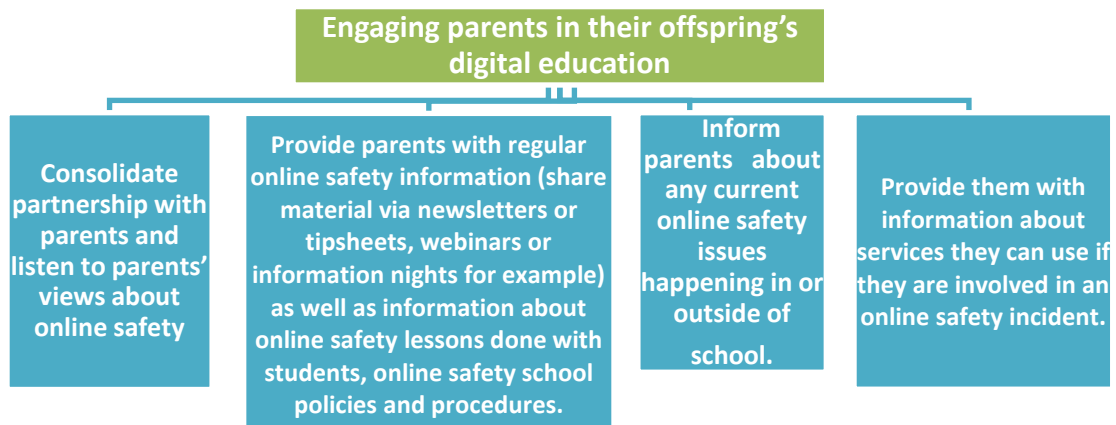 Engaging parents in their offspring’s
digital education
Consolidate
partnership with
parents and
listen to parents’
views about
online safety
Provide parents with regular
online safety information (share
material via newsletters or
tipsheets, webinars or
information nights for example)
as well as information about
online safety lessons done with
students, online safety school
policies and procedures.
Inform
parents about
any current
online safety
issues
happening in or
outside of
school.
Provide them with
information about
services they can use if
they are involved in an
online safety incident.